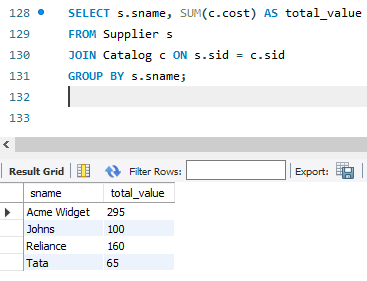 128 SELECT s.sname, SUM(c.cost) AS total_value
129 FROM Supplier s
130 JOIN Catalog c ON s.sid = c.sid
131 GROUP BY s.sname;
132
133
Result Grid Filter Rows: Export:
sname total_value
Acme Widget 295
Johns 100
Reliance 160
Tata 65